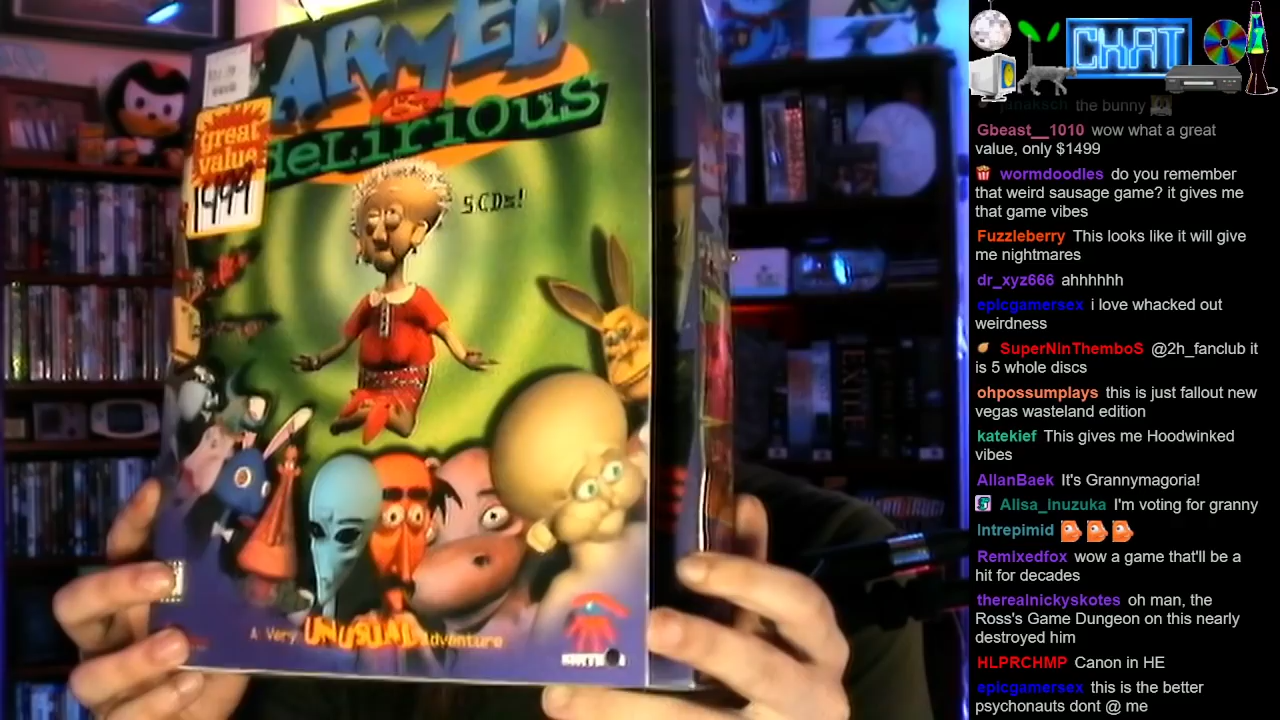 ARMED
&
deLirious
great
value
1499
5 CDs!
A Very UNUSUAL Adventure
EXILE
CHAT
janaksch the bunny
Gbeast__1010 wow what a great
value, only $1499
wormdoodles do you remember
that weird sausage game? it gives me
that game vibes
Fuzzleberry This looks like it will give
me nightmares
dr_xyz666 ahhhhhh
epicgamersex i love whacked out
weirdness
SuperNinThemboS @2h_fanclub it
is 5 whole discs
ohpossumplays this is just fallout new
vegas wasteland edition
katekief This gives me Hoodwinked
vibes
AllanBaek It's Grannymagoria!
Alisa_Inuzuka I'm voting for granny
Intrepimid
Remixedfox wow a game that'll be a
hit for decades
therealnickyskotes oh man, the
Ross's Game Dungeon on this nearly
destroyed him
HLPRCHMP Canon in HE
epicgamersex this is the better
psychonauts dont @ me